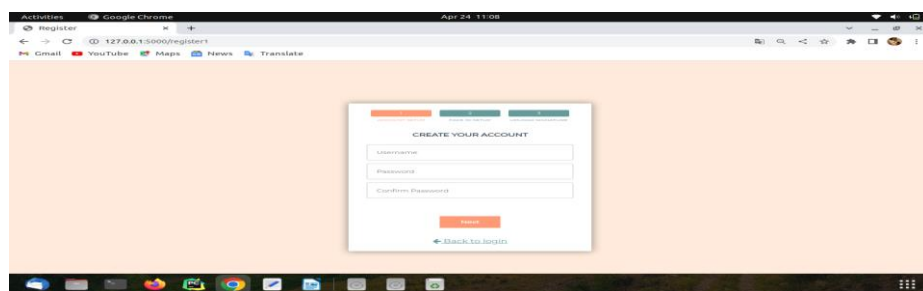 Activities Google Chrome Apr 24 11:08
Register
127.0.0.1:5000/register1
Gmail YouTube Maps News Translate
CREATE YOUR ACCOUNT
Username
Password
Confirm Password
Next
Back to login